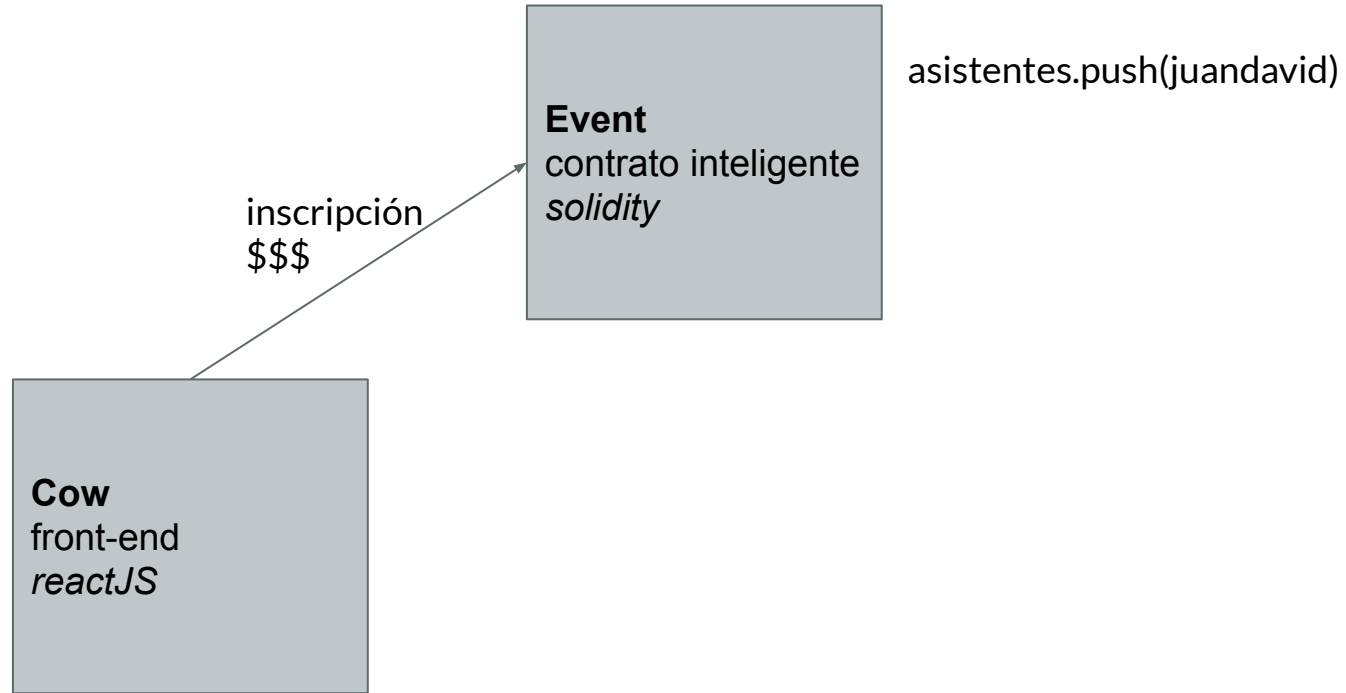 asistentes.push(juandavid)
Event
contrato inteligente
solidity
inscripción
$$$
Cow
front-end
reactJS